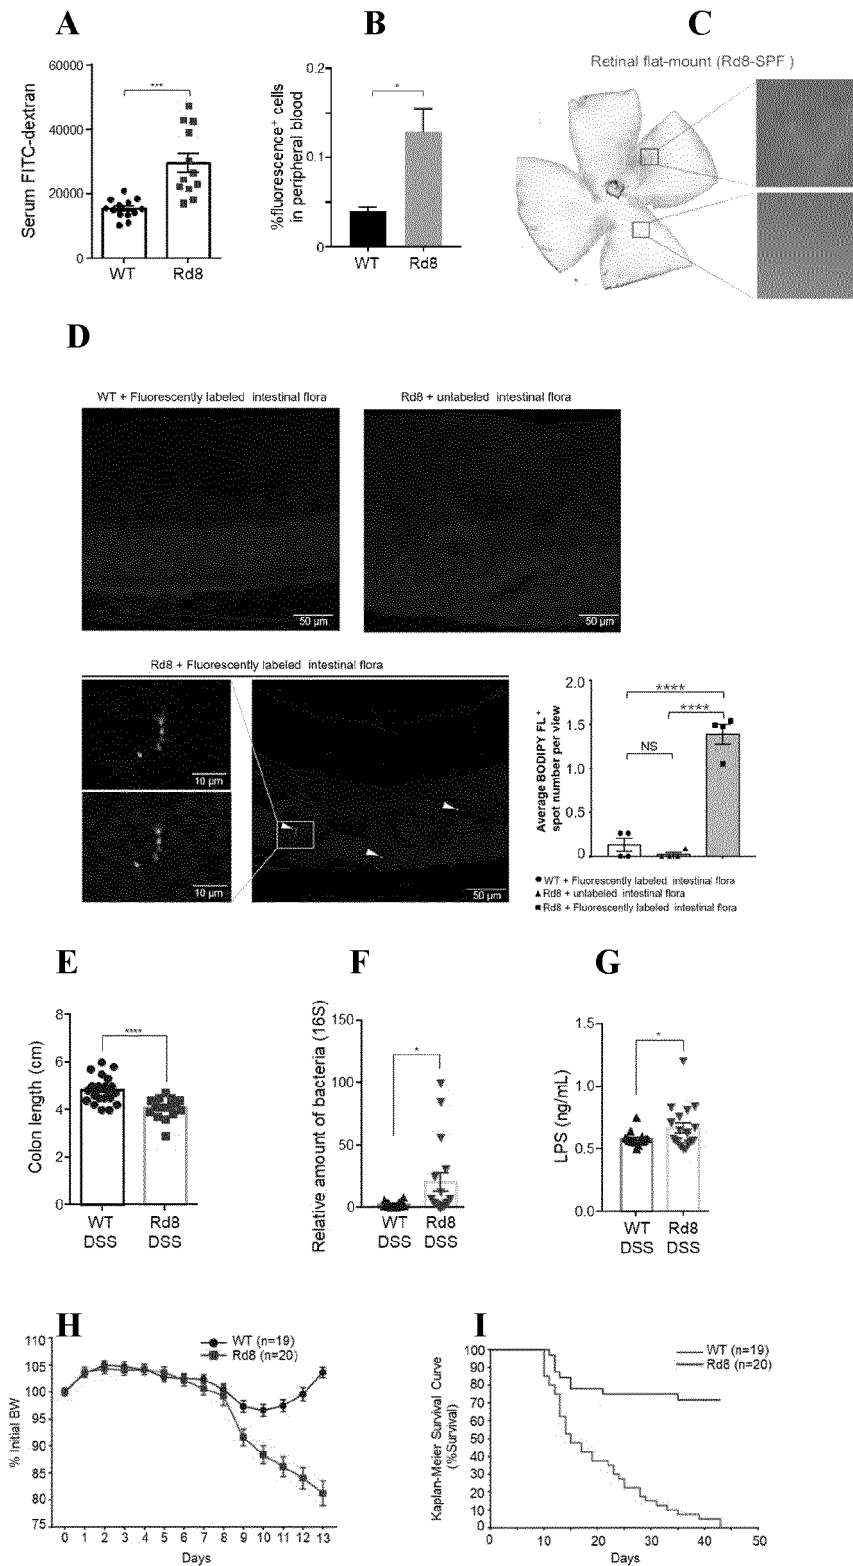 A
B
C
Serum FITC-dextran
60000
40000
20000
0
***
WT
Rd8
%fluorescence+ cells
in peripheral blood
0.2
0.1
0
*
WT
Rd8
Retinal flat-mount (Rd8-SPF )
D
WT + Fluorescently labeled intestinal flora
Rd8 + unlabeled intestinal flora
50 µm
50 µm
Rd8 + Fluorescently labeled intestinal flora
10 µm
10 µm
50 µm
Average BODIPY FL+
spot number per view
2.0
1.5
1.0
0.5
0
****
****
NS
WT + Fluorescently labeled intestinal flora
Rd8 + unlabeled intestinal flora
Rd8 + Fluorescently labeled intestinal flora
E
F
G
Colon length (cm)
8
6
4
2
0
****
WT
DSS
Rd8
DSS
Relative amount of bacteria (16S)
150
100
50
0
*
WT
DSS
Rd8
DSS
LPS (ng/mL)
1.5
1.0
0.5
0.0
*
WT
DSS
Rd8
DSS
H
I
WT (n=19)
Rd8 (n=20)
% Initial BW
110
105
100
95
90
85
80
75
0 1 2 3 4 5 6 7 8 9 10 11 12 13
Days
WT (n=19)
Rd8 (n=20)
Kaplan-Meier Survival Curve
(%Survival)
100
90
80
70
60
50
40
30
20
10
0
0 10 20 30 40 50
Days